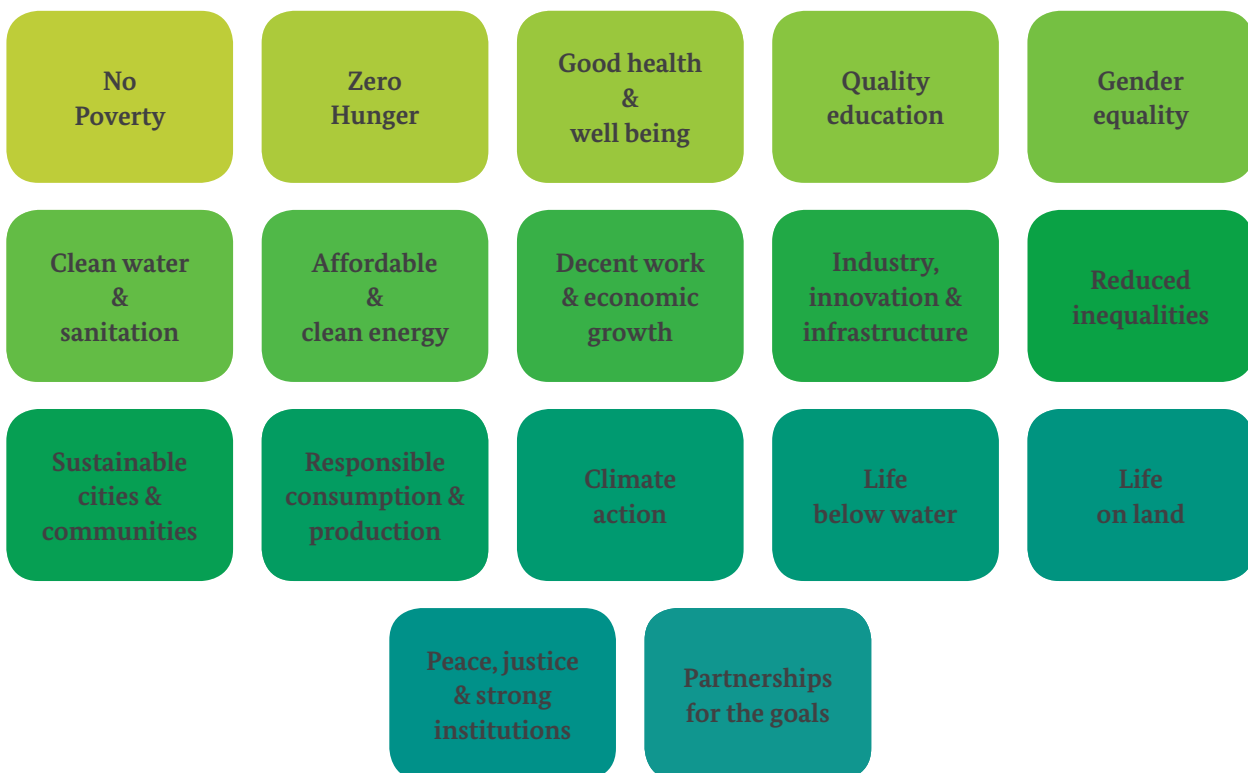 No
Poverty
Zero
Hunger
Good health
&
well being
Quality
education
Gender
equality
Clean water
&
sanitation
Affordable
&
clean energy
Decent work
& economic
growth
Industry,
innovation &
infrastructure
Reduced
inequalities
Sustainable
cities &
communities
Responsible
consumption &
production
Climate
action
Life
below water
Life
on land
Peace, justice
& strong
institutions
Partnerships
for the goals